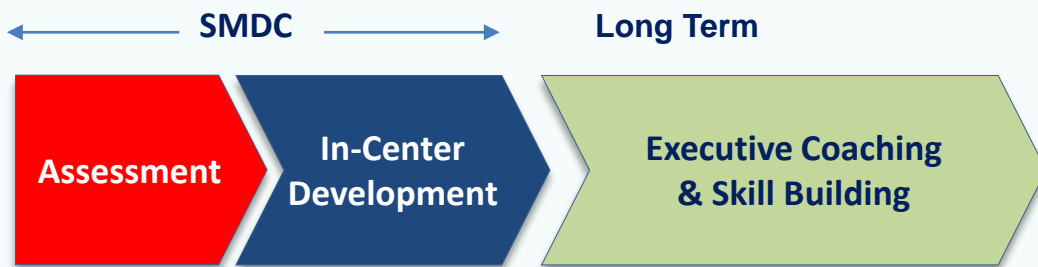 SMDC
Long Term
Assessment
In-Center
Development
Executive Coaching
& Skill Building